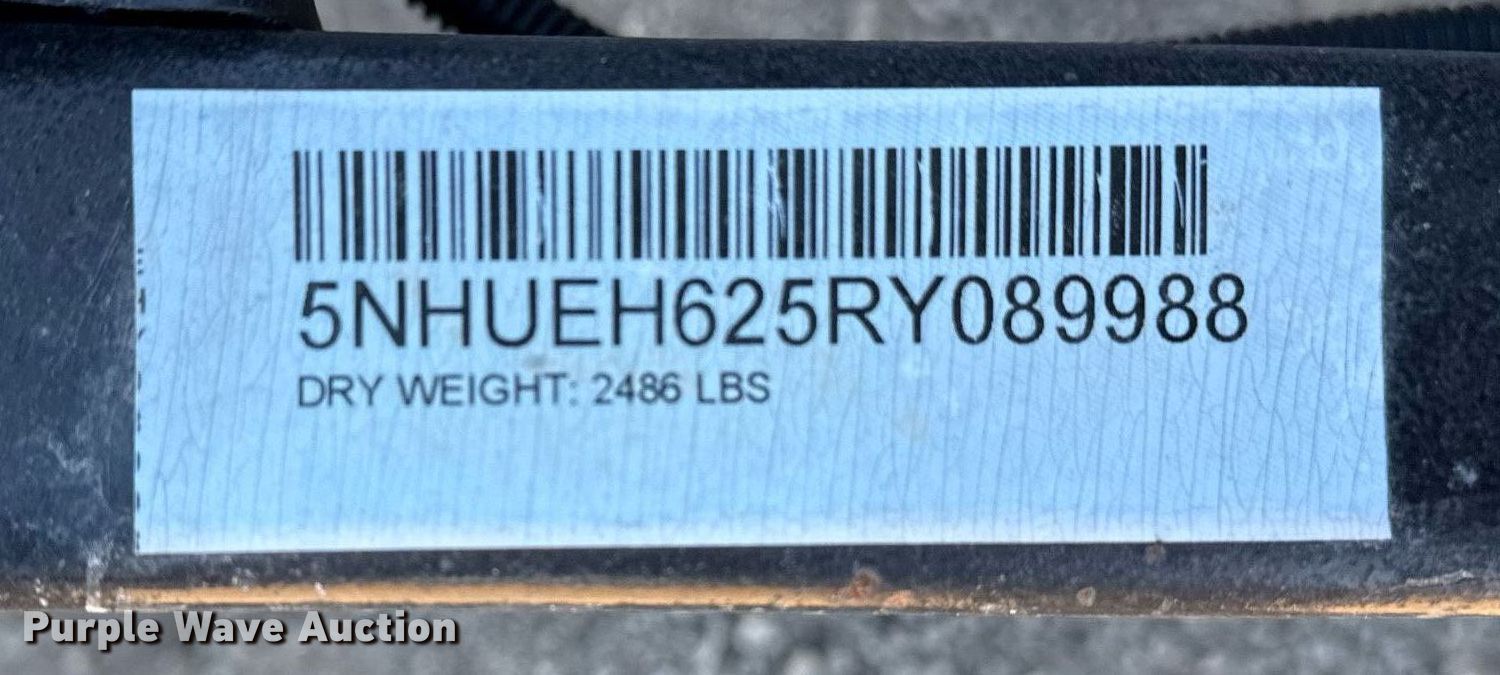 5NHUEH625RY089988
DRY WEIGHT: 2486 LBS
Purple Wave Auction